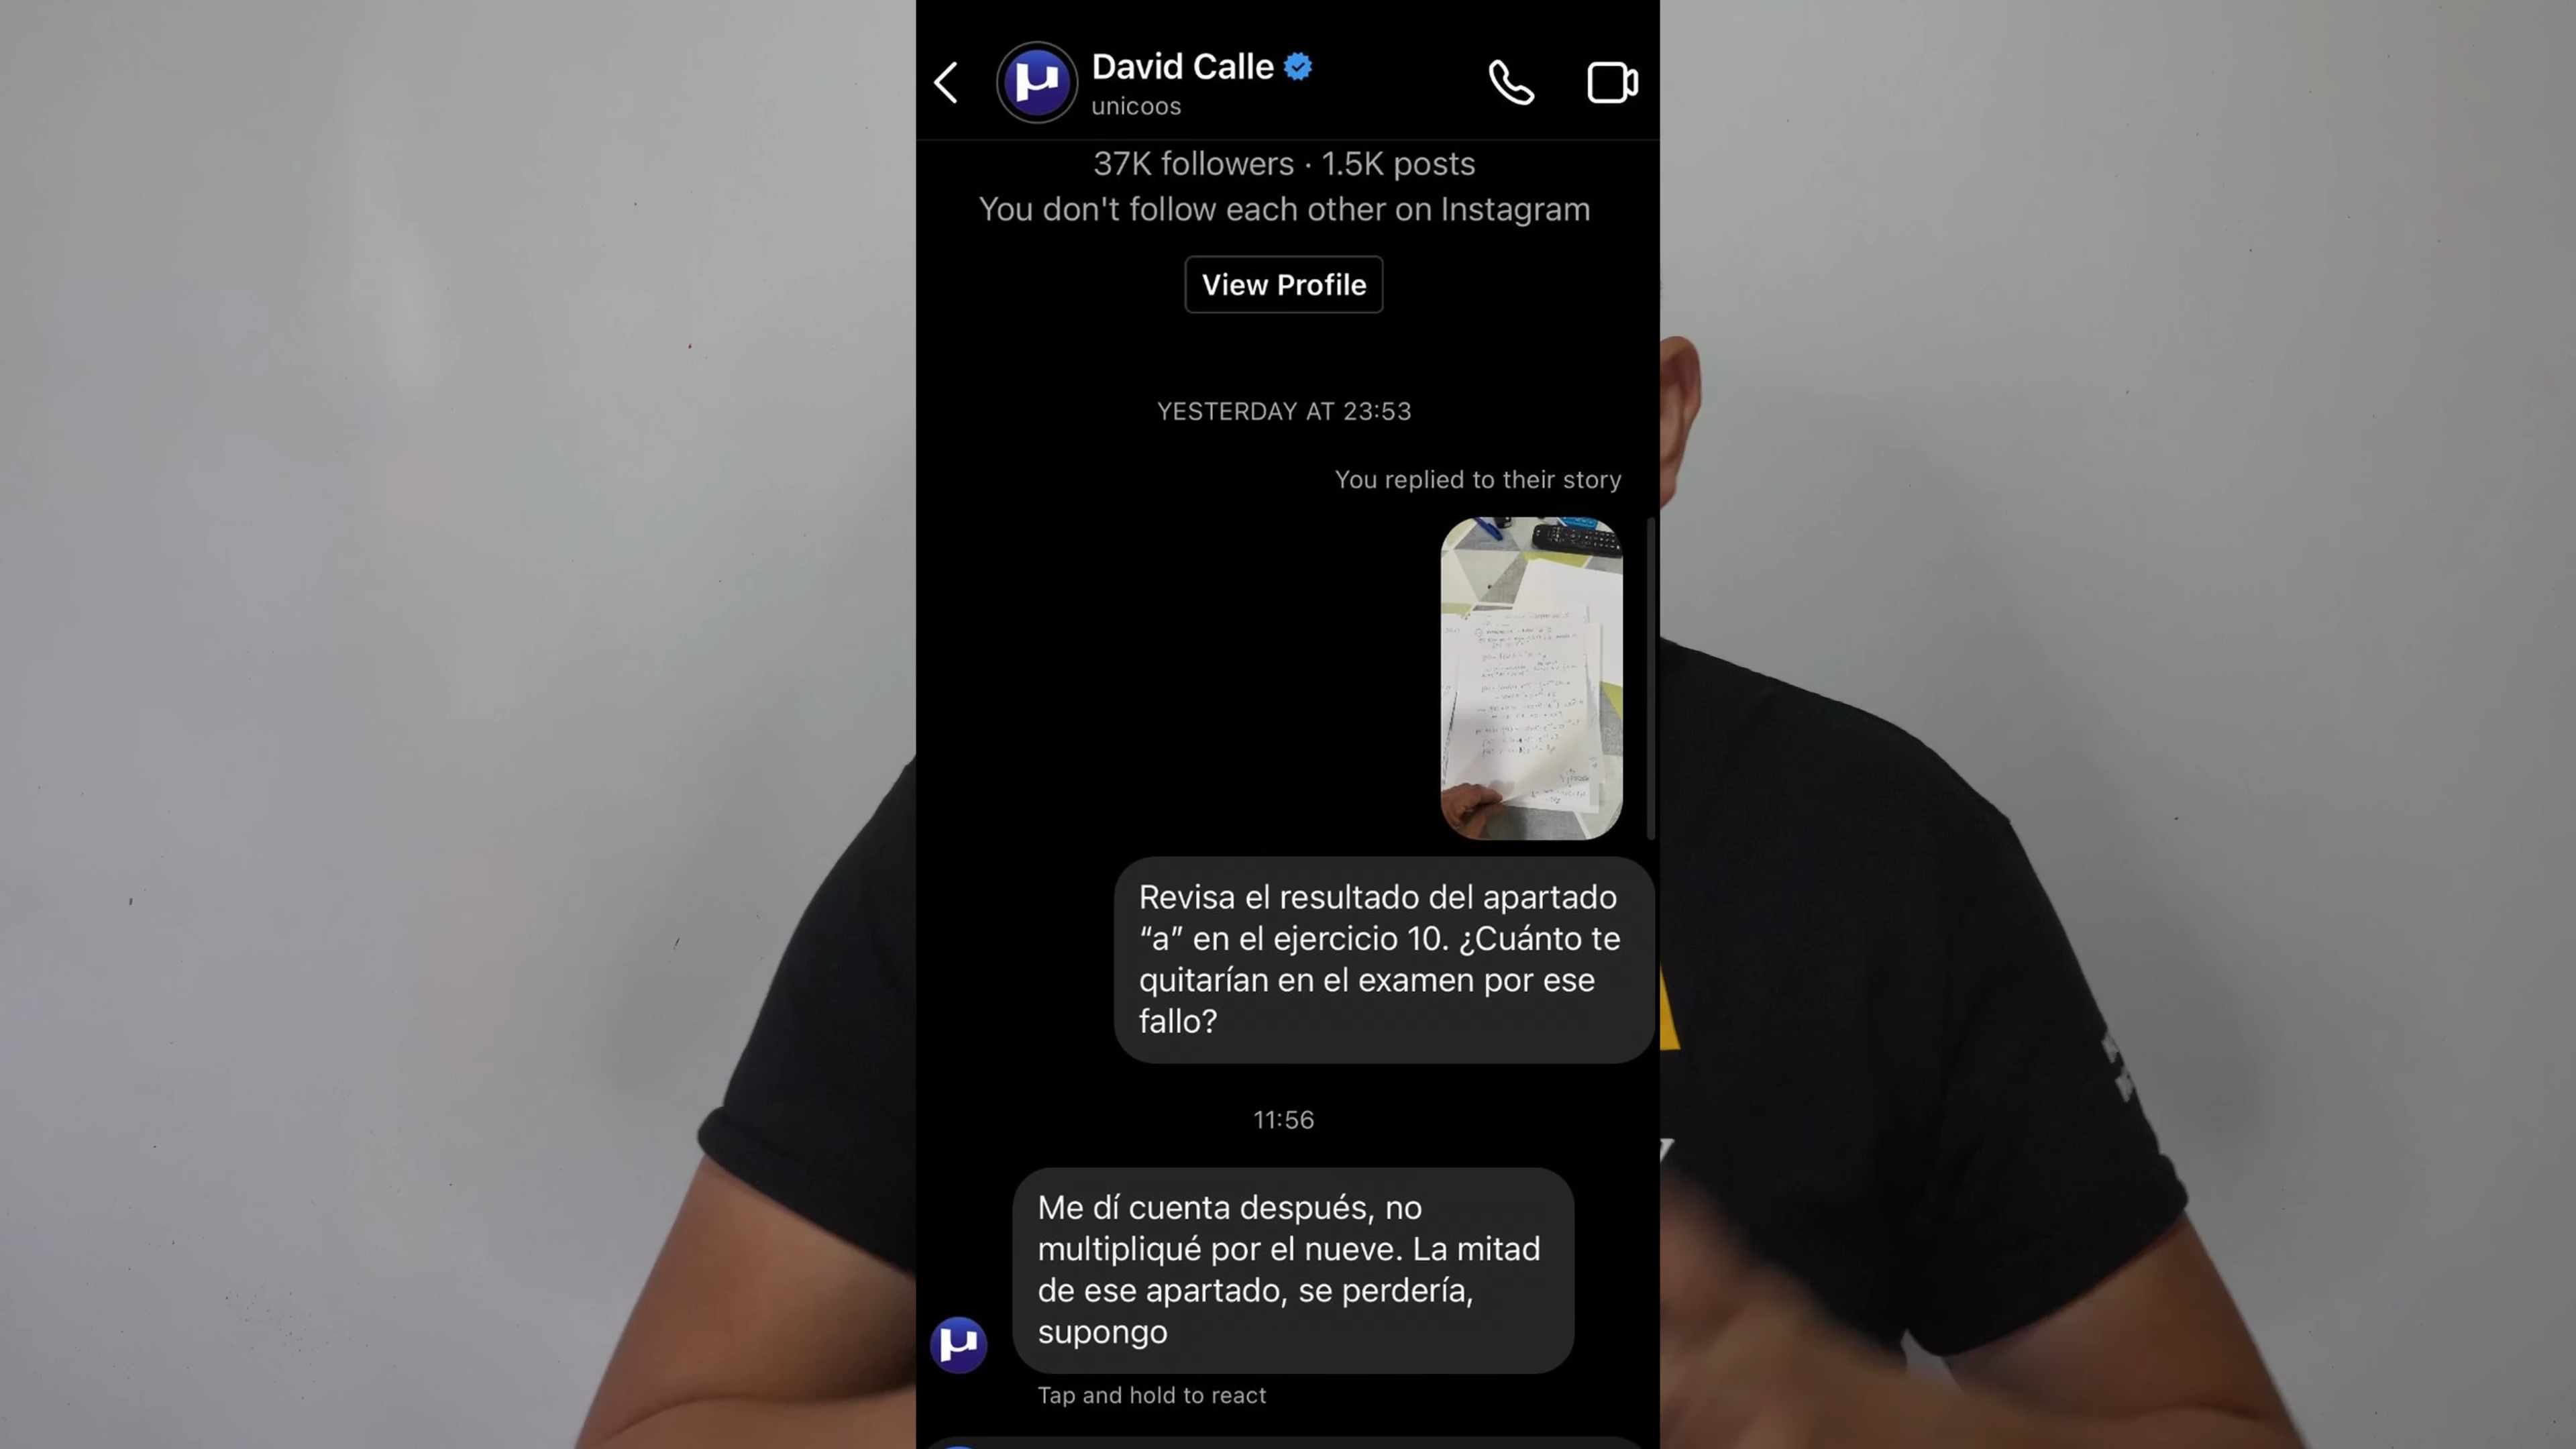 David Calle
unicoos
37K followers · 1.5K posts
You don't follow each other on Instagram
View Profile
YESTERDAY AT 23:53
You replied to their story
Revisa el resultado del apartado
“a” en el ejercicio 10. ¿Cuánto te
quitarían en el examen por ese
fallo?
11:56
Me dí cuenta después, no
multipliqué por el nueve. La mitad
de ese apartado, se perdería,
supongo
Tap and hold to react